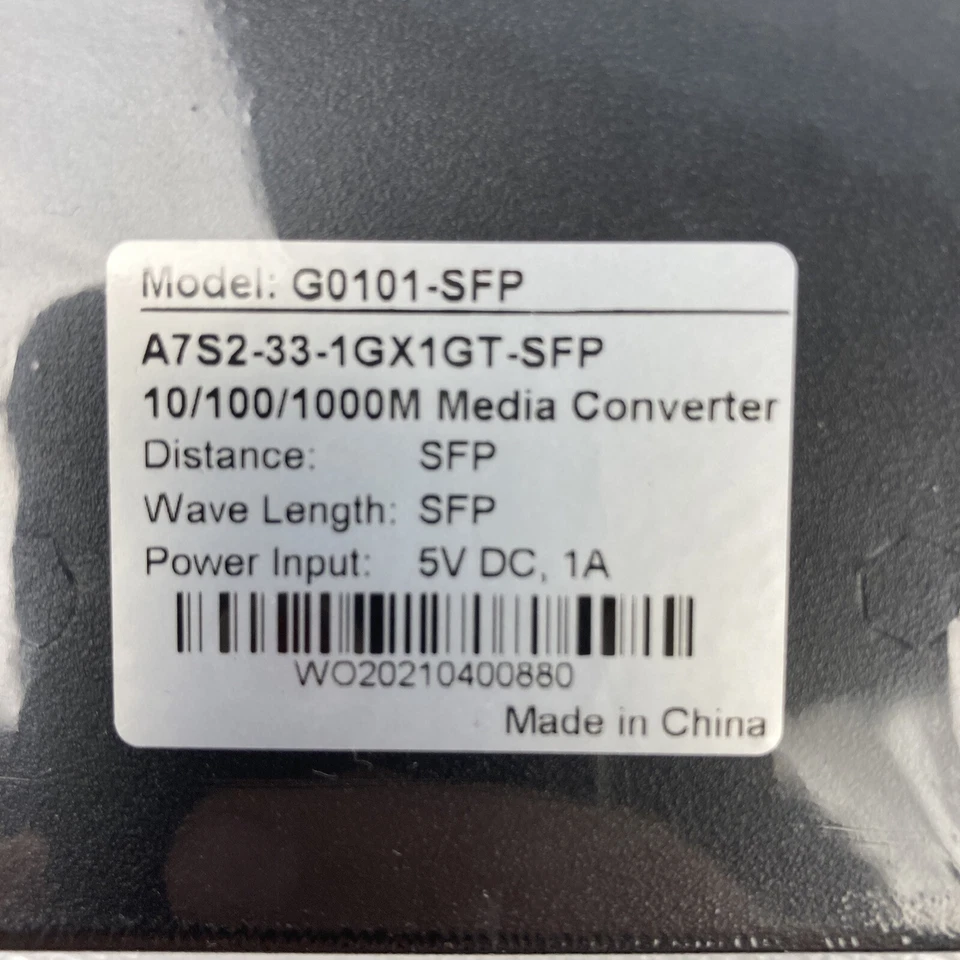 Model: G0101-SFP
A7S2-33-1GX1GT-SFP
10/100/1000M Media Converter
Distance: SFP
Wave Length: SFP
Power Input: 5V DC, 1A
WO20210400880
Made in China